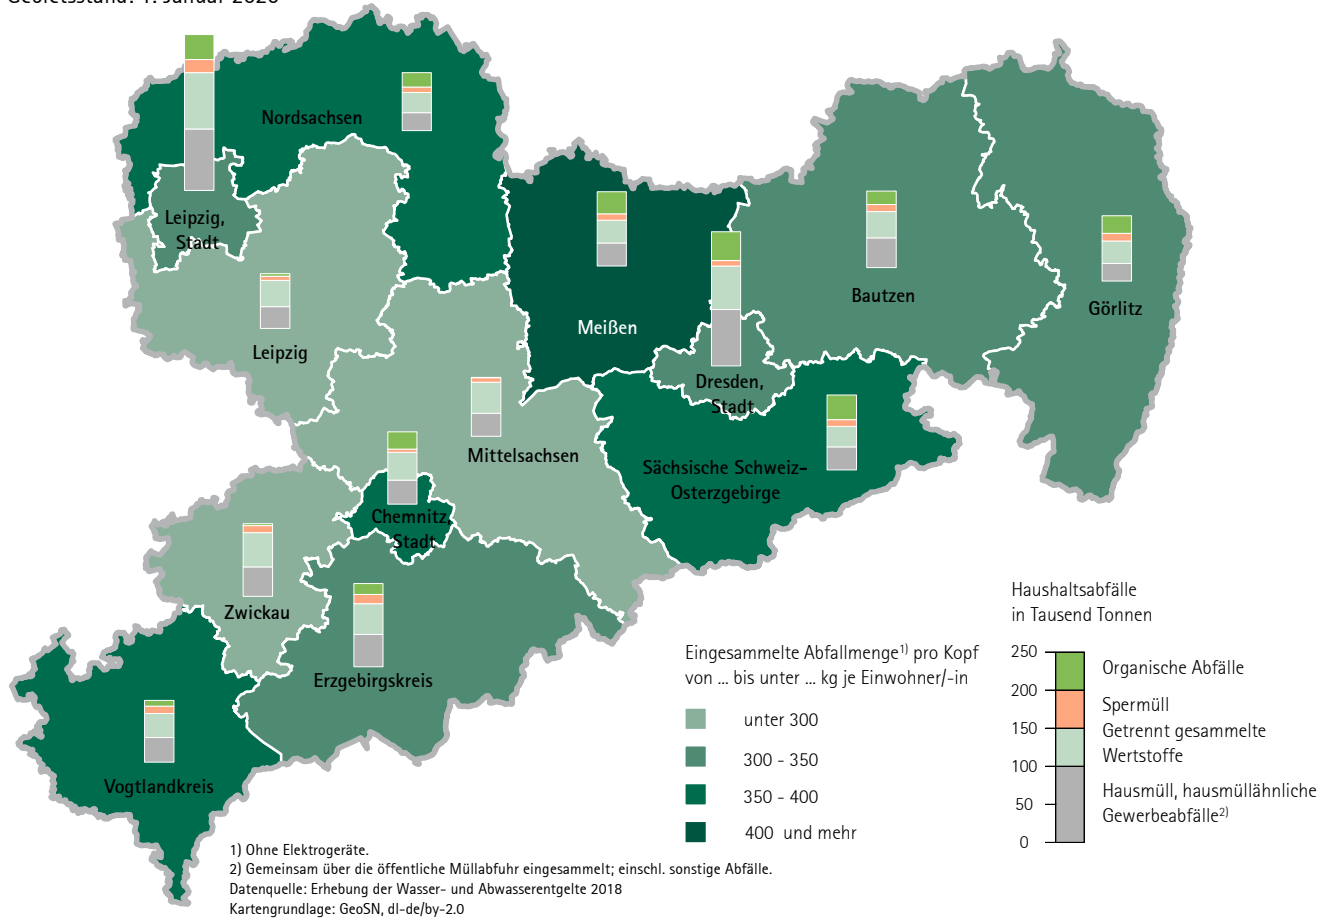 Gebietsstand: 1. Januar 2020
Nordsachsen
Leipzig,
Stadt
Leipzig
Meißen
Bautzen
Görlitz
Dresden,
Stadt
Mittelsachsen
Sächsische Schweiz-
Osterzgebirge
Chemnitz,
Stadt
Zwickau
Erzgebirgskreis
Vogtlandkreis
Eingesammelte Abfallmenge1) pro Kopf
von ... bis unter ... kg je Einwohner/-in
unter 300
300 - 350
350 - 400
400 und mehr
Haushaltsabfälle
in Tausend Tonnen
250
200
150
100
50
0
Organische Abfälle
Spermüll
Getrennt gesammelte
Wertstoffe
Hausmüll, hausmüllähnliche
Gewerbeabfälle2)
1) Ohne Elektrogeräte.
2) Gemeinsam über die öffentliche Müllabfuhr eingesammelt; einschl. sonstige Abfälle.
Datenquelle: Erhebung der Wasser- und Abwasserentgelte 2018
Kartengrundlage: GeoSN, dl-de/by-2.0